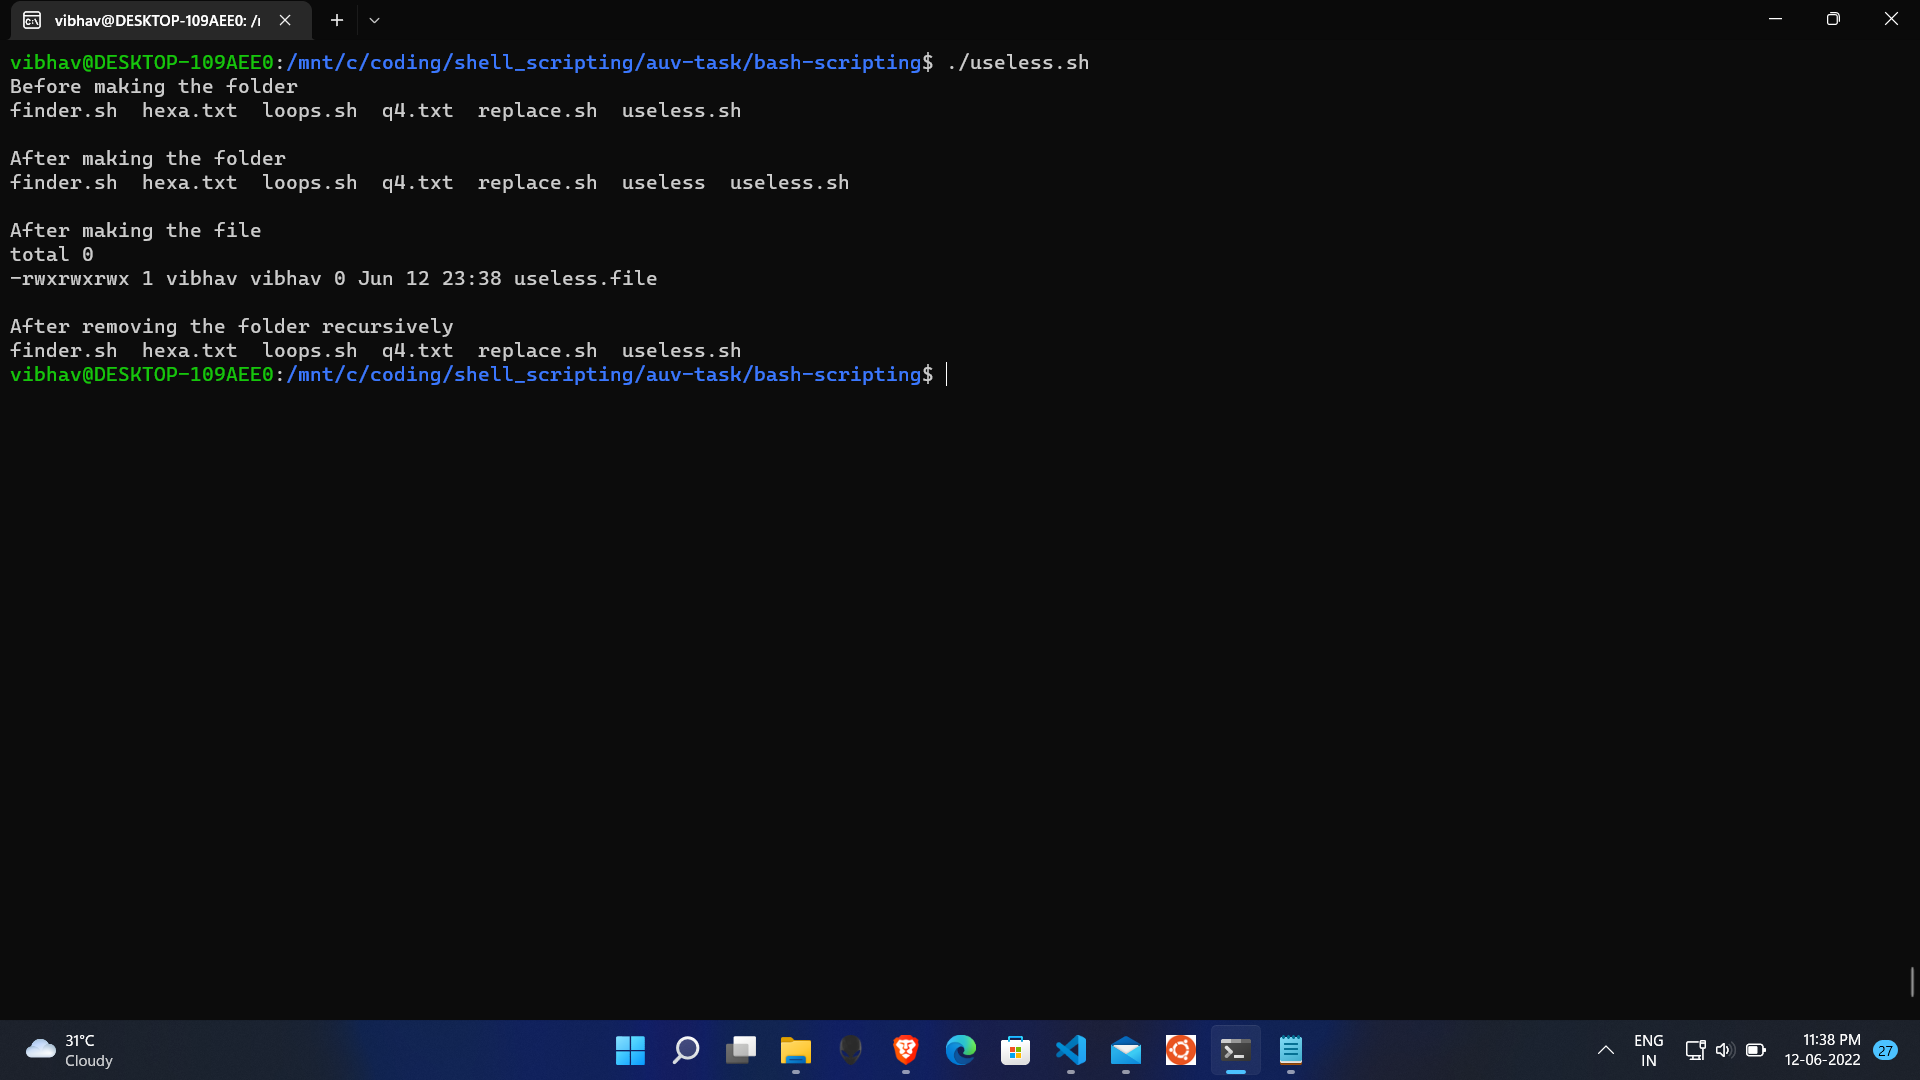 vibhav@DESKTOP-109AEE0: /r
vibhav@DESKTOP-109AEE0:/mnt/c/coding/shell_scripting/auv-task/bash-scripting$ ./useless.sh
Before making the folder
finder.sh  hexa.txt  loops.sh  q4.txt  replace.sh  useless.sh
After making the folder
finder.sh  hexa.txt  loops.sh  q4.txt  replace.sh  useless  useless.sh
After making the file
total 0
-rwxrwxrwx 1 vibhav vibhav 0 Jun 12 23:38 useless.file
After removing the folder recursively
finder.sh  hexa.txt  loops.sh  q4.txt  replace.sh  useless.sh
vibhav@DESKTOP-109AEE0:/mnt/c/coding/shell_scripting/auv-task/bash-scripting$
31°C
Cloudy
ENG
IN
11:38 PM
12-06-2022
27